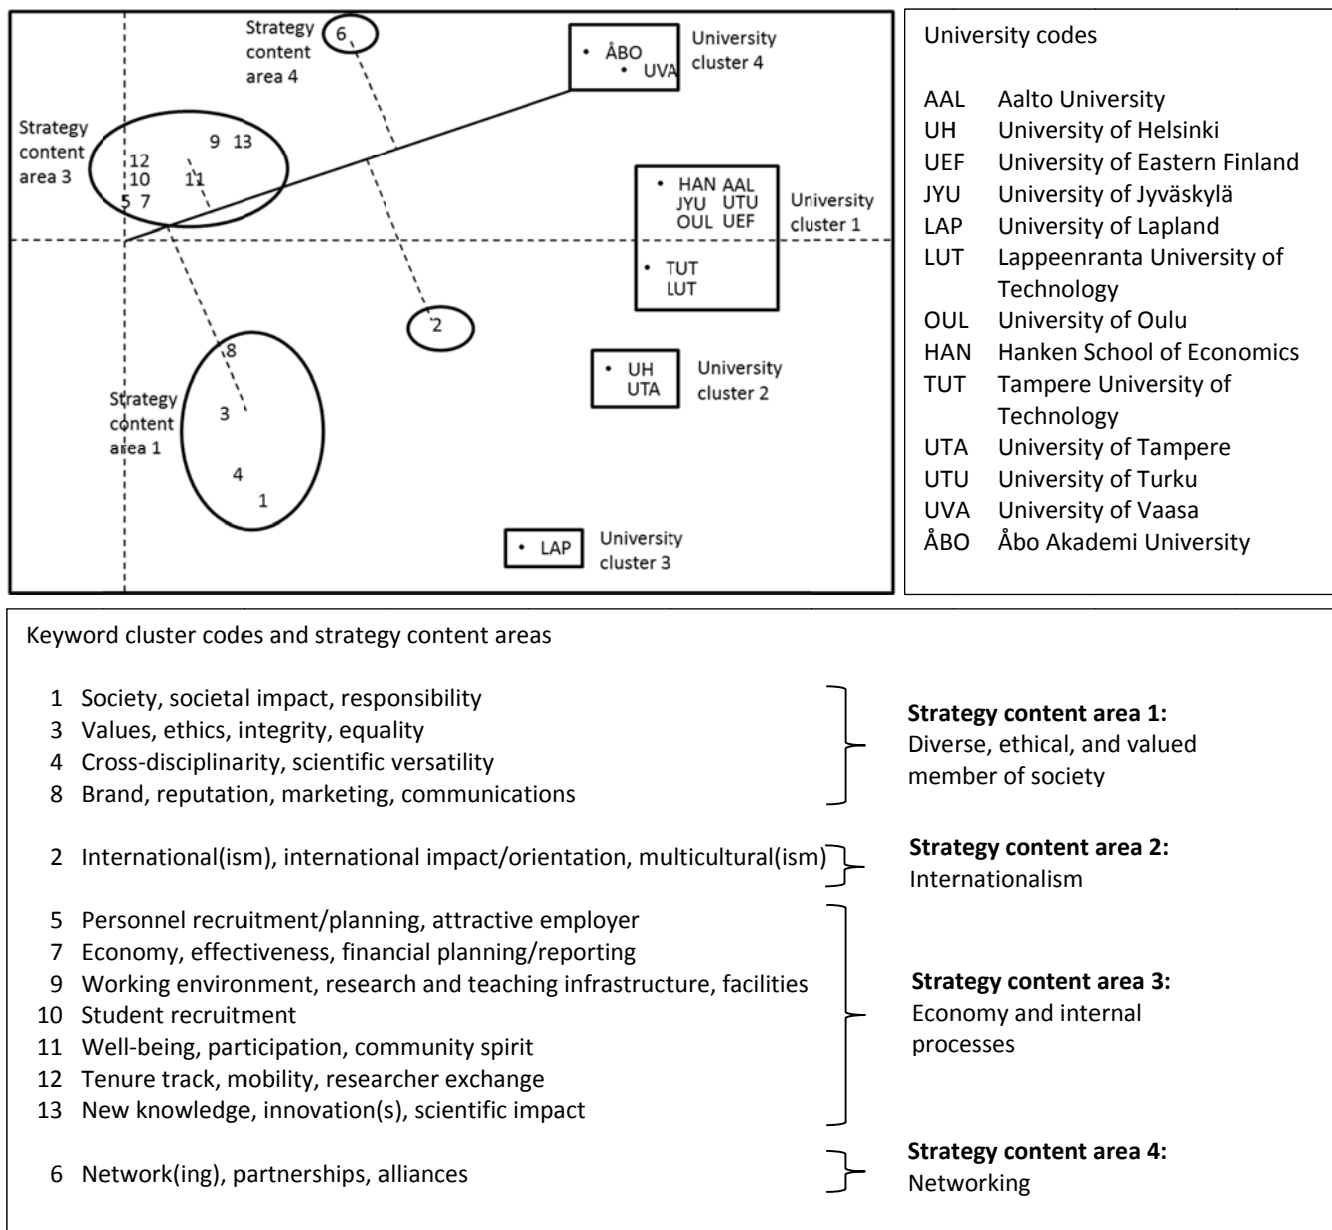 Strategy
content
area 4
6
ÅBO
UVA
University
cluster 4
Strategy
content
area 3
9 13
12
10 11
5 7
HAN AAL
JYU UTU
OUL UEF
University
cluster 1
TUT
LUT
2
8
3
4
1
Strategy
content
area 1
UH
UTA
University
cluster 2
LAP
University
cluster 3
University codes
AAL Aalto University
UH University of Helsinki
UEF University of Eastern Finland
JYU University of Jyväskylä
LAP University of Lapland
LUT Lappeenranta University of
Technology
OUL University of Oulu
HAN Hanken School of Economics
TUT Tampere University of
Technology
UTA University of Tampere
UTU University of Turku
UVA University of Vaasa
ÅBO Åbo Akademi University
Keyword cluster codes and strategy content areas
1 Society, societal impact, responsibility
3 Values, ethics, integrity, equality
4 Cross-disciplinarity, scientific versatility
8 Brand, reputation, marketing, communications
Strategy content area 1:
Diverse, ethical, and valued
member of society
2 International(ism), international impact/orientation, multicultural(ism)
Strategy content area 2:
Internationalism
5 Personnel recruitment/planning, attractive employer
7 Economy, effectiveness, financial planning/reporting
9 Working environment, research and teaching infrastructure, facilities
10 Student recruitment
11 Well-being, participation, community spirit
12 Tenure track, mobility, researcher exchange
13 New knowledge, innovation(s), scientific impact
Strategy content area 3:
Economy and internal
processes
6 Network(ing), partnerships, alliances
Strategy content area 4:
Networking